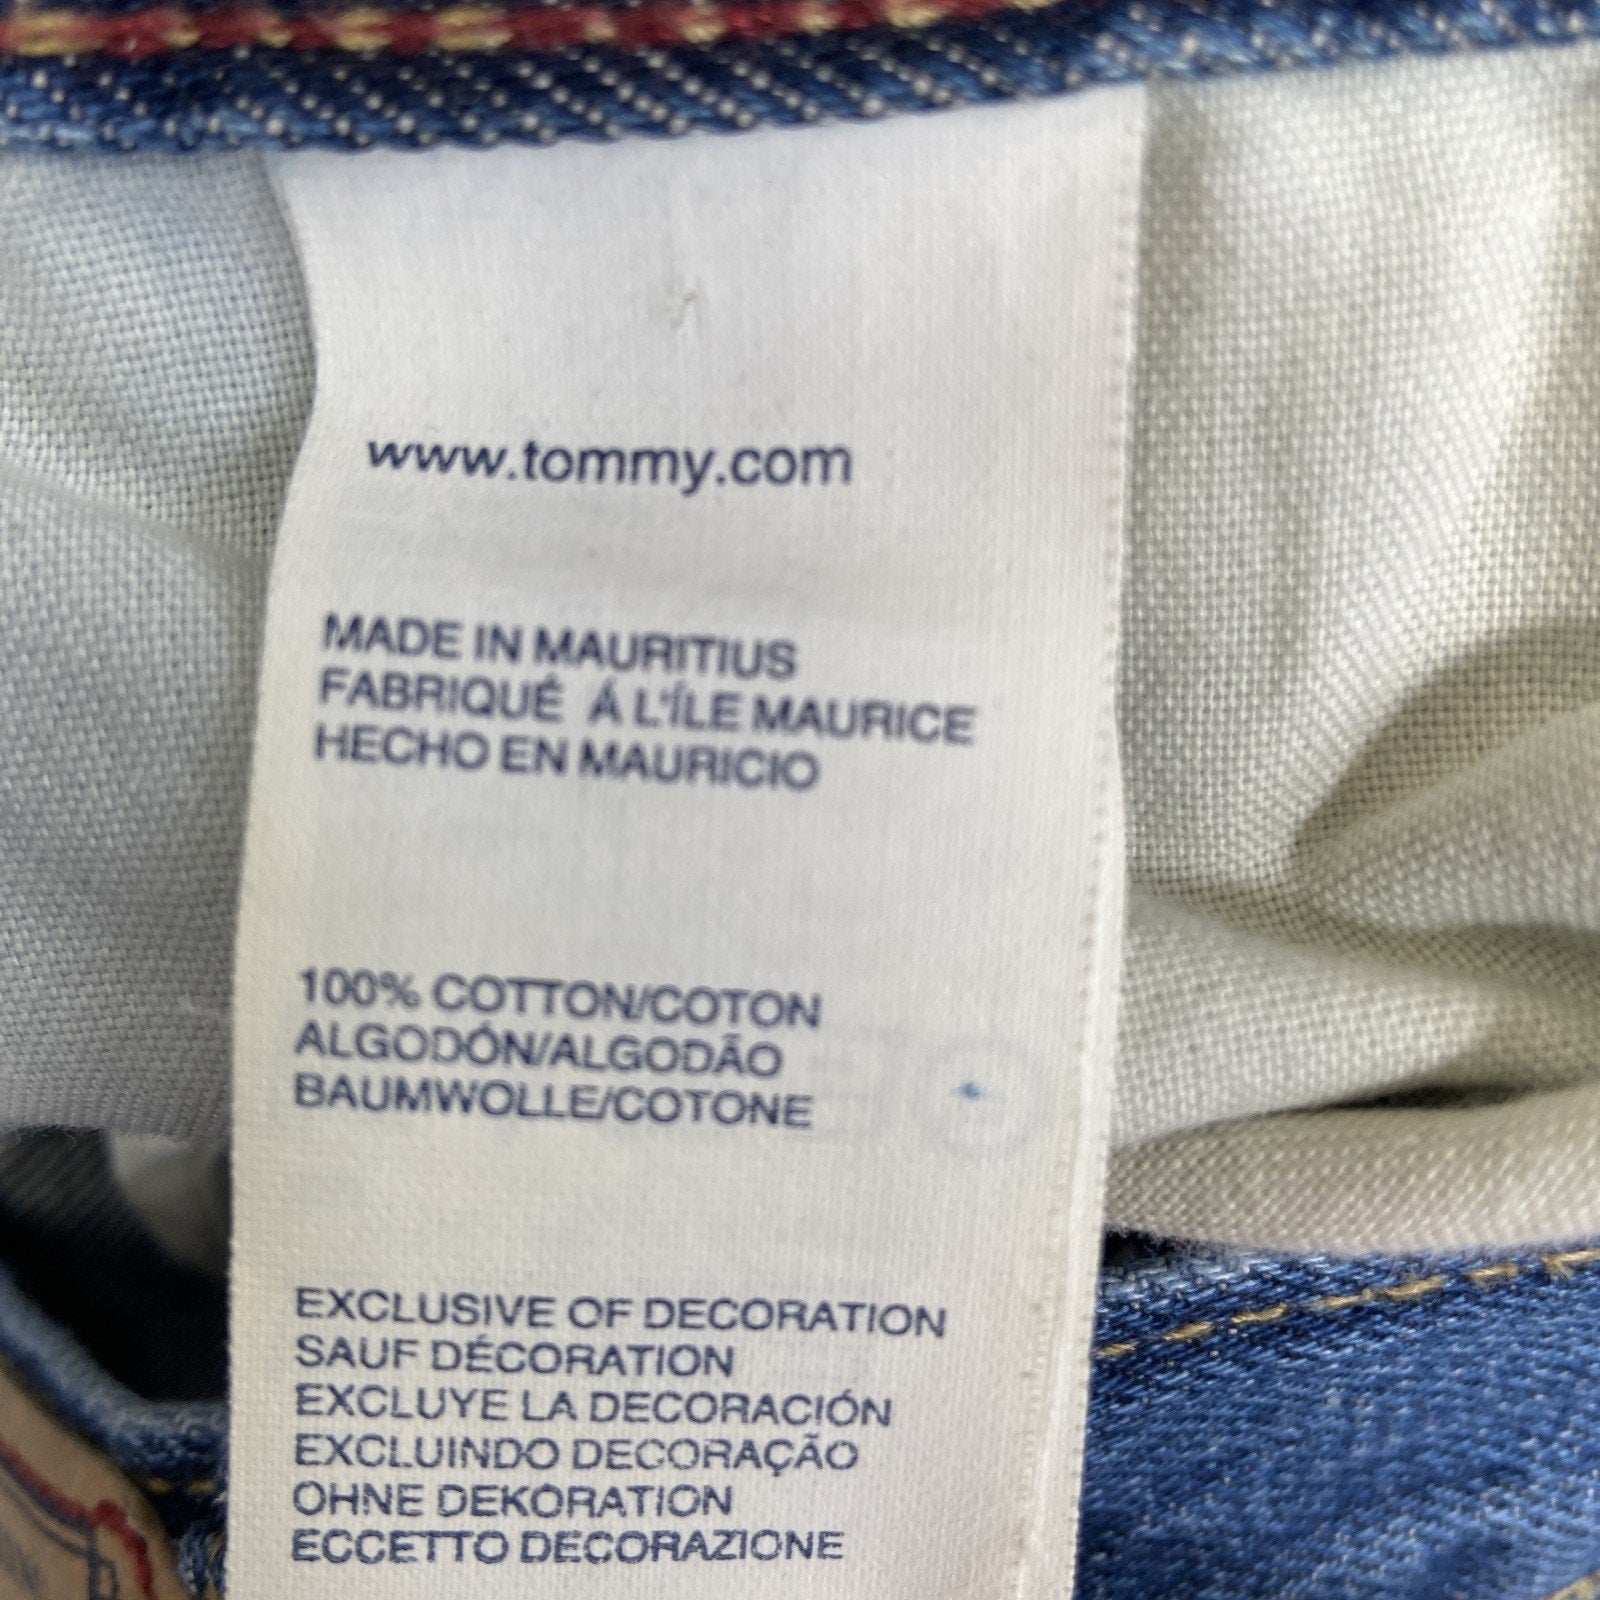 www.tommy.com
MADE IN MAURITIUS
FABRIQUÉ Á L'ÎLE MAURICE
HECHO EN MAURICIO
100% COTTON/COTON
ALGODÓN/ALGODÃO
BAUMWOLLE/COTONE
EXCLUSIVE OF DECORATION
SAUF DÉCORATION
EXCLUYE LA DECORACIÓN
EXCLUINDO DECORAÇÃO
OHNE DEKORATION
ECCETTO DECORAZIONE